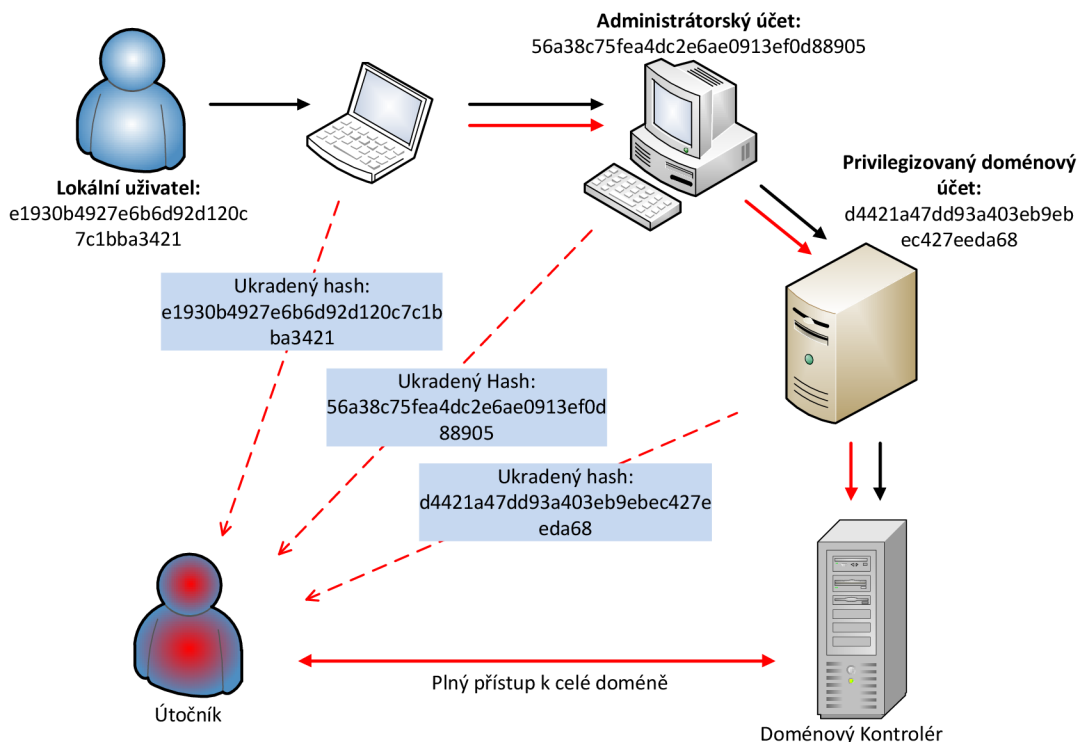 Administrátorský účet:
56a38c75fea4dc2e6ae0913ef0d88905
Privilegizovaný doménový
účet:
d4421a47dd93a403eb9eb
ec427eeda68
Lokální uživatel:
e1930b4927e6b6d92d120c
7c1bba3421
Ukradený hash:
e1930b4927e6b6d92d120c7c1b
ba3421
Ukradený Hash:
56a38c75fea4dc2e6ae0913ef0d
88905
Ukradený hash:
d4421a47dd93a403eb9ebec427e
eda68
Plný přístup k celé doméně
Útočník
Doménový Kontrolér